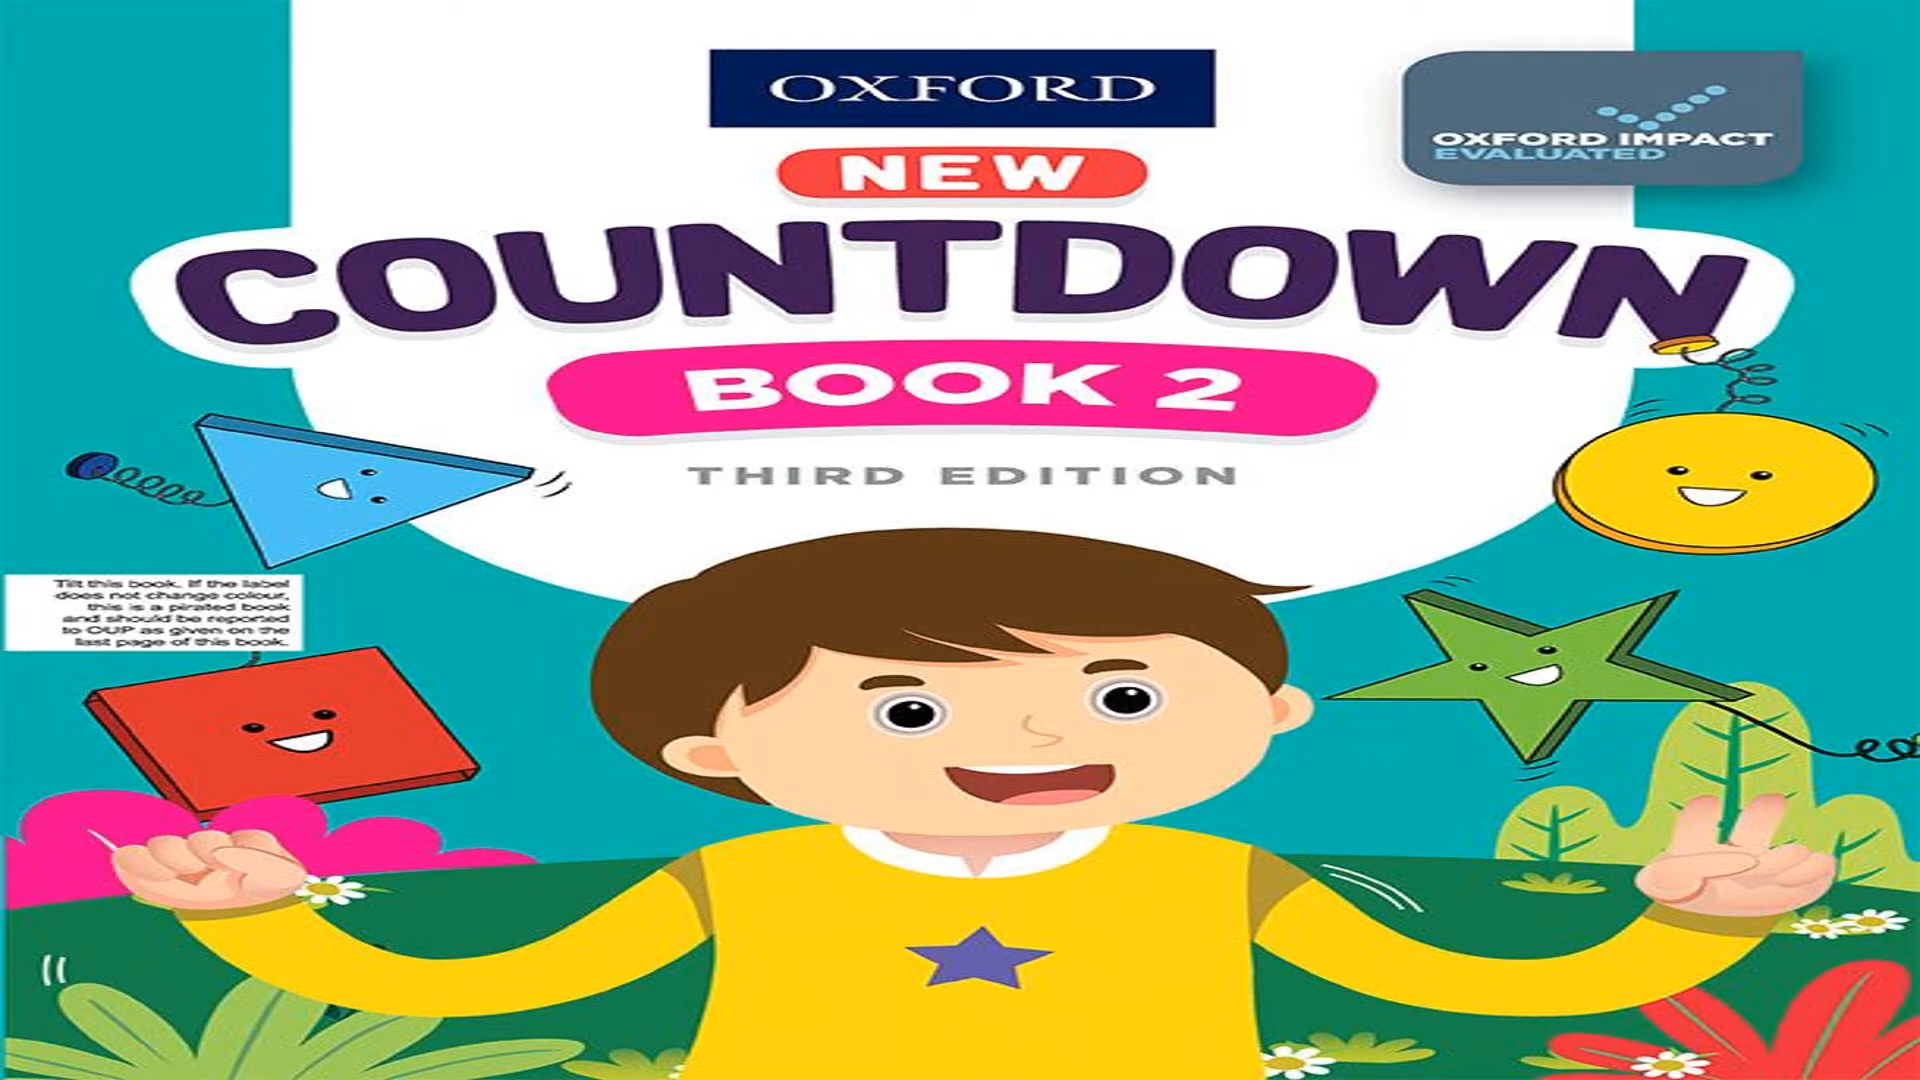 OXFORD
OXFORD IMPACT
EVALUATED
NEW
COUNTDOWN
BOOK 2
THIRD EDITION
Tilt this book. If the label
does not change colour,
this is a pirated book
and should be reported
to OUP as given on the
last page of this book.